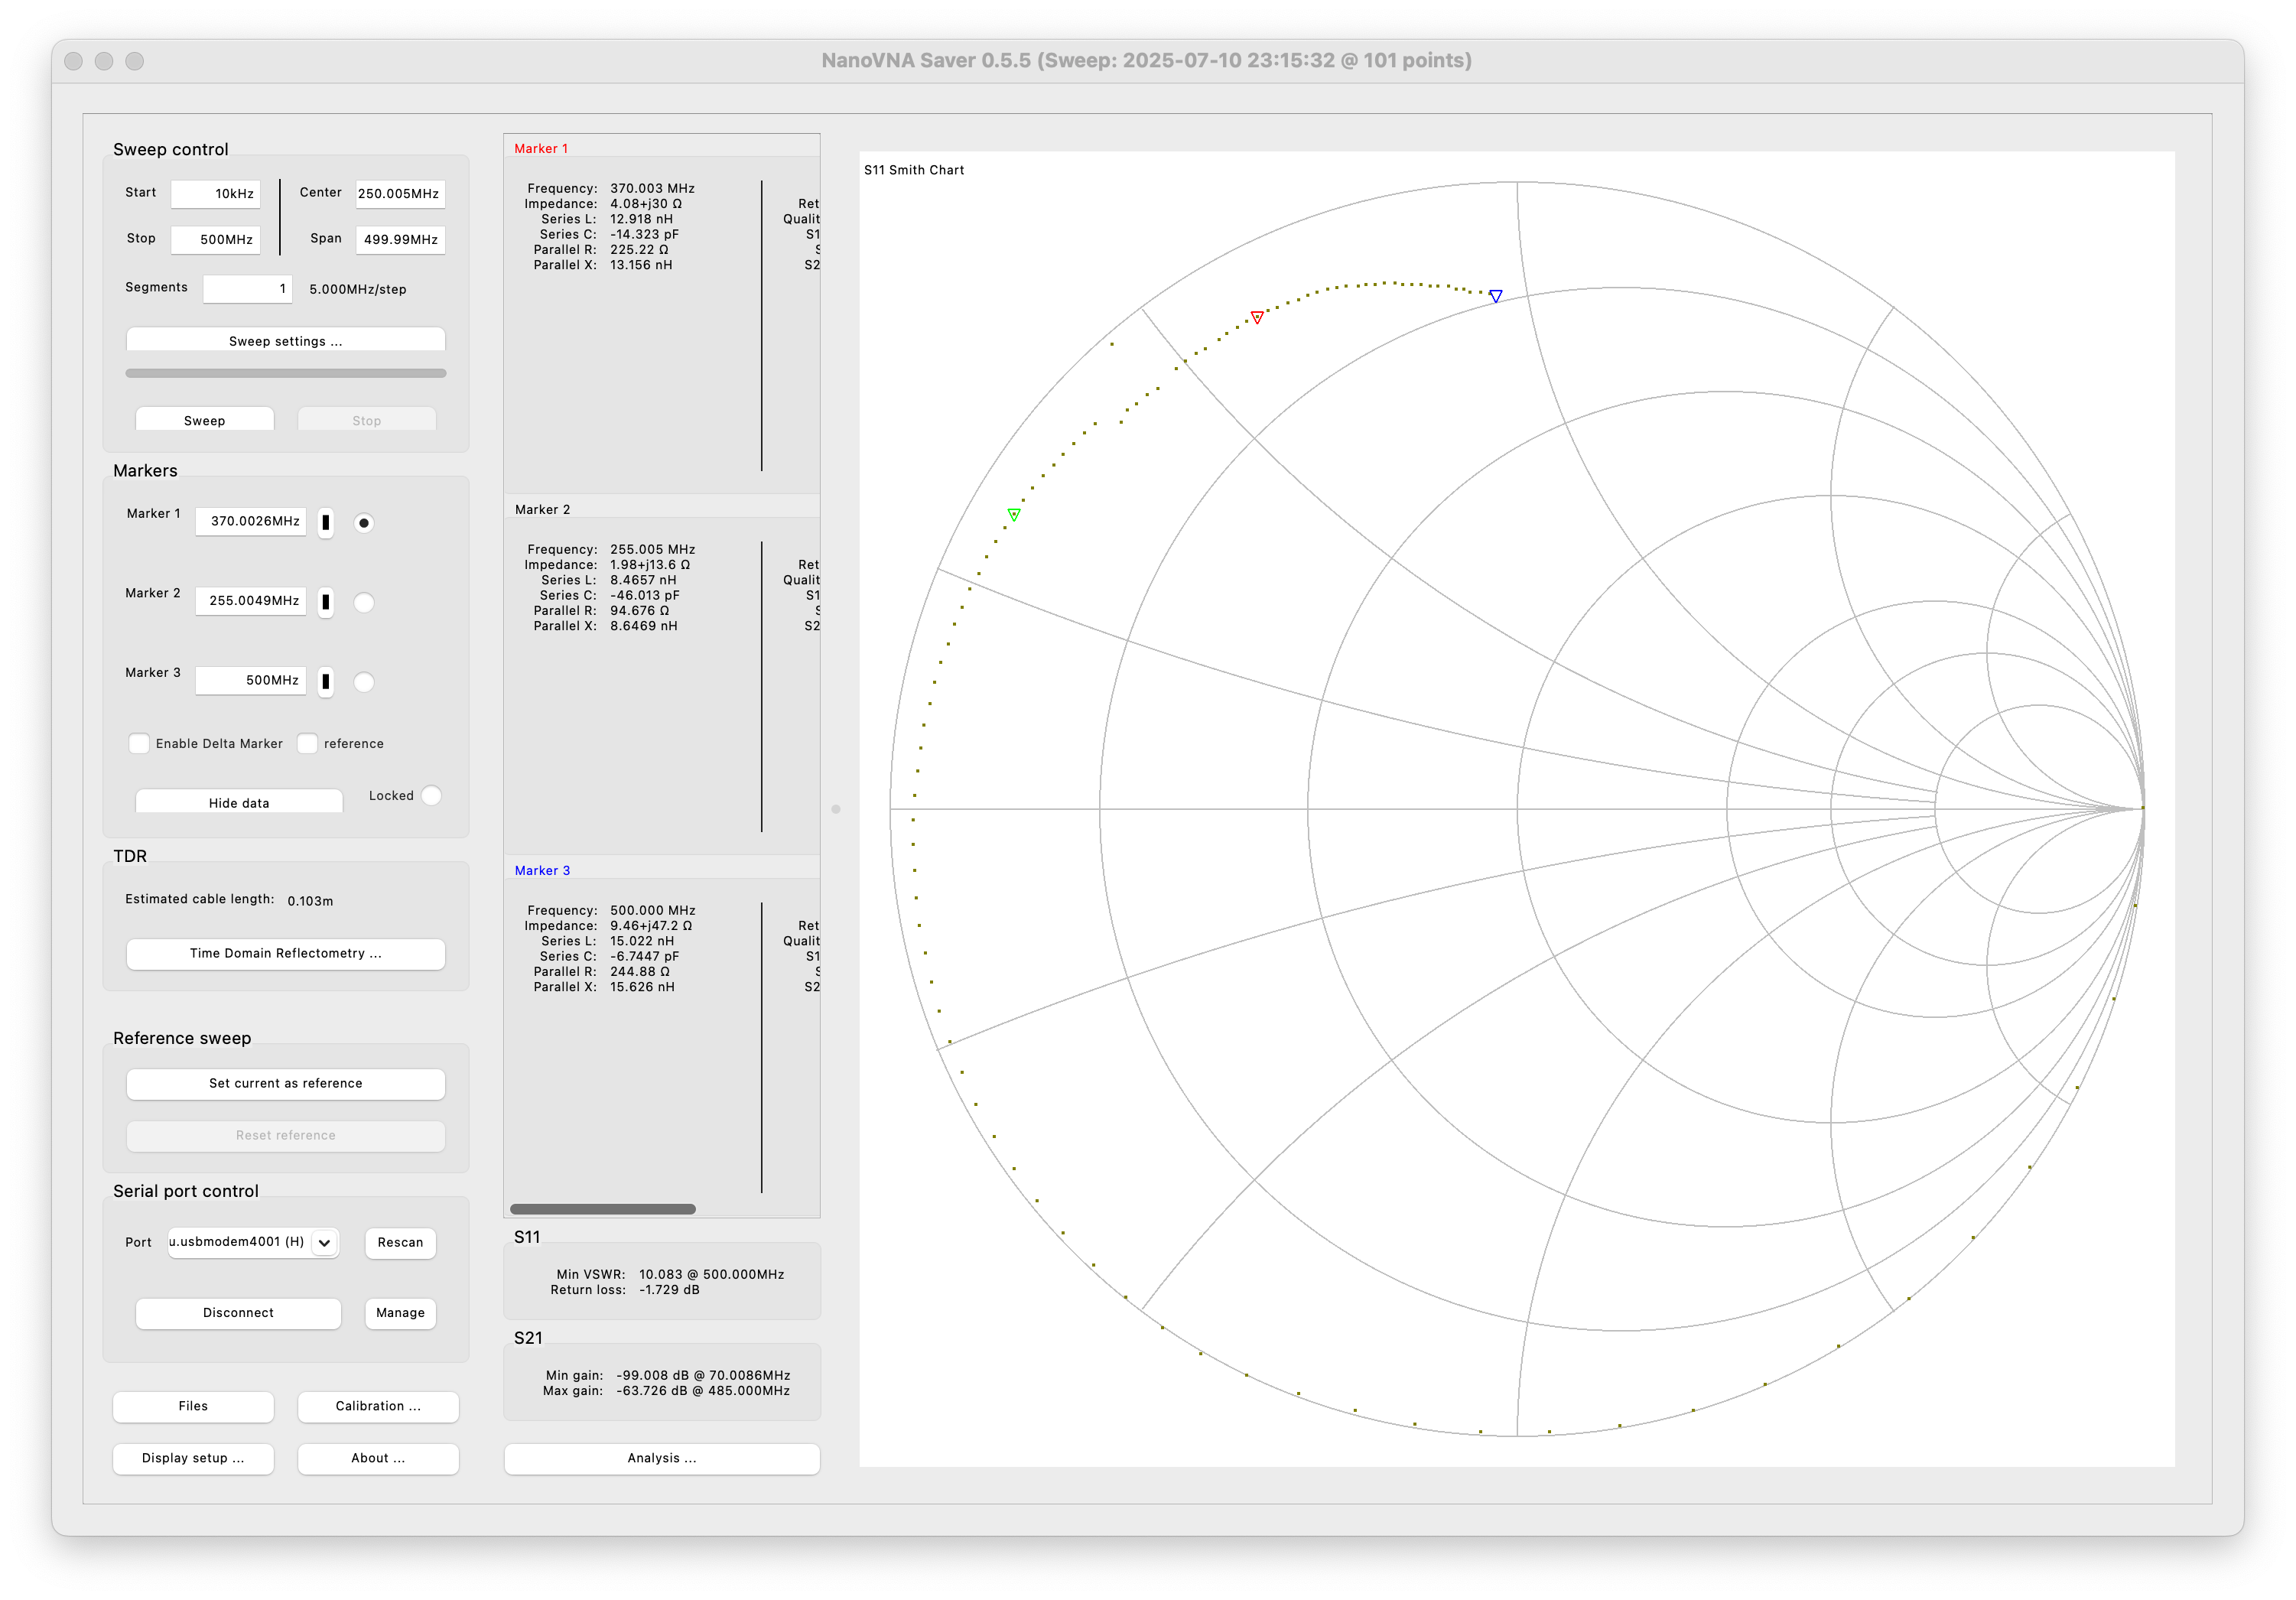 NanoVNA Saver 0.5.5 (Sweep: 2025-07-10 23:15:32 @ 101 points)
Sweep control
Start 10kHz Center 250.005MHz
Stop 500MHz Span 499.99MHz
Segments 1 5.000MHz/step
Sweep settings ...
Sweep Stop
Markers
Marker 1 370.0026MHz
Marker 2 255.0049MHz
Marker 3 500MHz
Enable Delta Marker reference
Hide data Locked
TDR
Estimated cable length: 0.103m
Time Domain Reflectometry ...
Reference sweep
Set current as reference
Reset reference
Serial port control
Port u.usbmodem4001 (H) Rescan
Disconnect Manage
Files Calibration ...
Display setup ... About ...
Marker 1
Frequency: 370.003 MHz
Impedance: 4.08+j30 Ω Ret
Series L: 12.918 nH Qualit
Series C: -14.323 pF S1
Parallel R: 225.22 Ω S
Parallel X: 13.156 nH S2
Marker 2
Frequency: 255.005 MHz
Impedance: 1.98+j13.6 Ω Ret
Series L: 8.4657 nH Qualit
Series C: -46.013 pF S1
Parallel R: 94.676 Ω S
Parallel X: 8.6469 nH S2
Marker 3
Frequency: 500.000 MHz
Impedance: 9.46+j47.2 Ω Ret
Series L: 15.022 nH Qualit
Series C: -6.7447 pF S1
Parallel R: 244.88 Ω S
Parallel X: 15.626 nH S2
S11
Min VSWR: 10.083 @ 500.000MHz
Return loss: -1.729 dB
S21
Min gain: -99.008 dB @ 70.0086MHz
Max gain: -63.726 dB @ 485.000MHz
Analysis ...
S11 Smith Chart